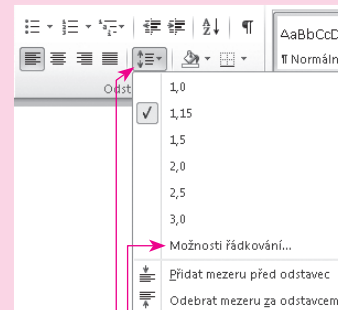 AaBbCcD
¶ Normáln
Odst
1,0
1,15
1,5
2,0
2,5
3,0
Možnosti řádkování...
Přidat mezeru před odstavec
Odebrat mezeru za odstavcem